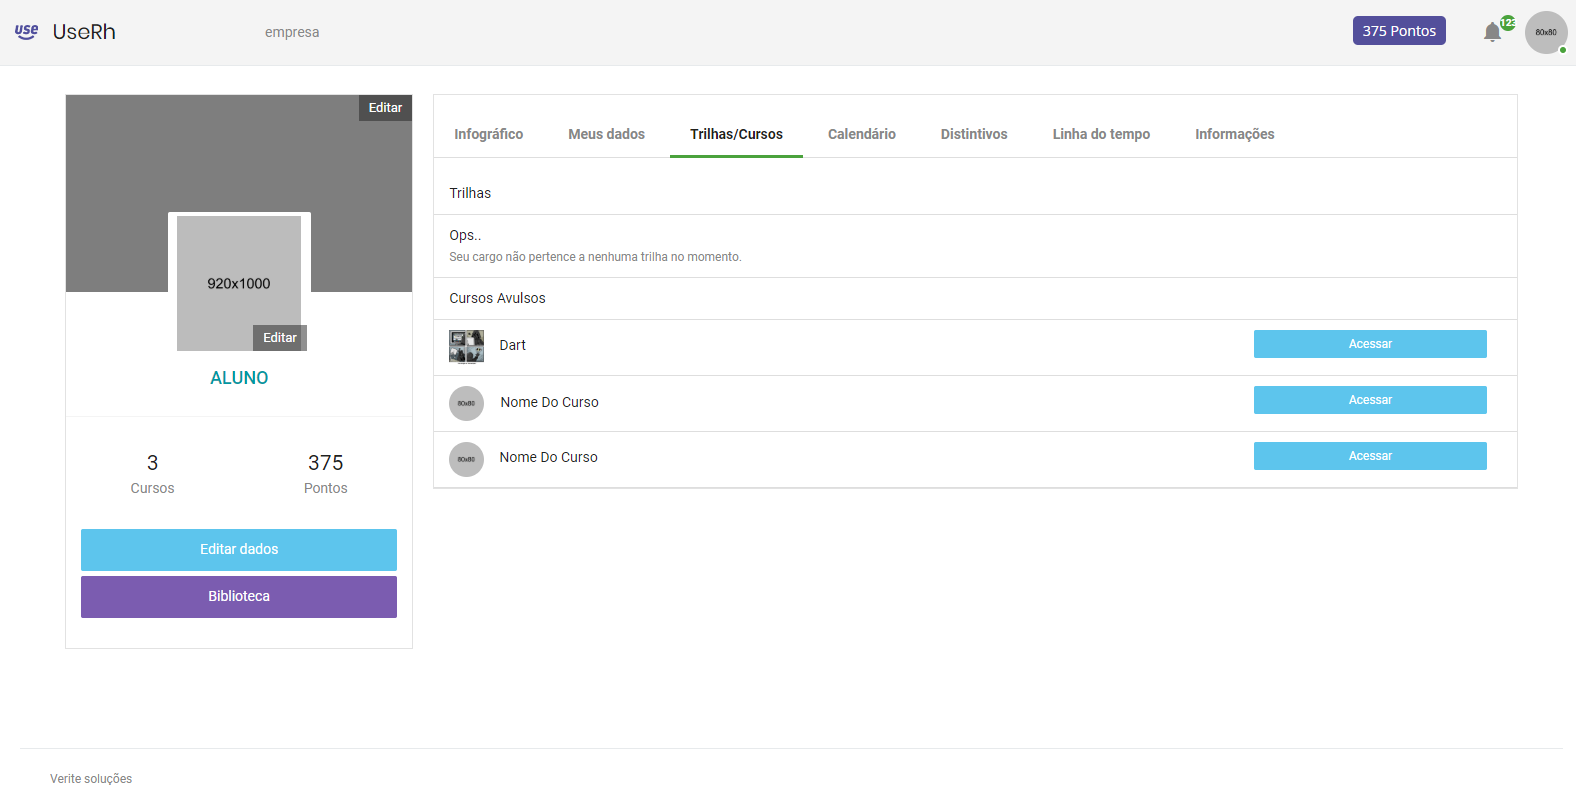 use UseRh
empresa
375 Pontos
123
80x80
Editar
920x1000
Editar
ALUNO
3
Cursos
375
Pontos
Editar dados
Biblioteca
Infográfico
Meus dados
Trilhas/Cursos
Calendário
Distintivos
Linha do tempo
Informações
Trilhas
Ops..
Seu cargo não pertence a nenhuma trilha no momento.
Cursos Avulsos
Dart
Acessar
80x80
Nome Do Curso
Acessar
80x80
Nome Do Curso
Acessar
Verite soluções